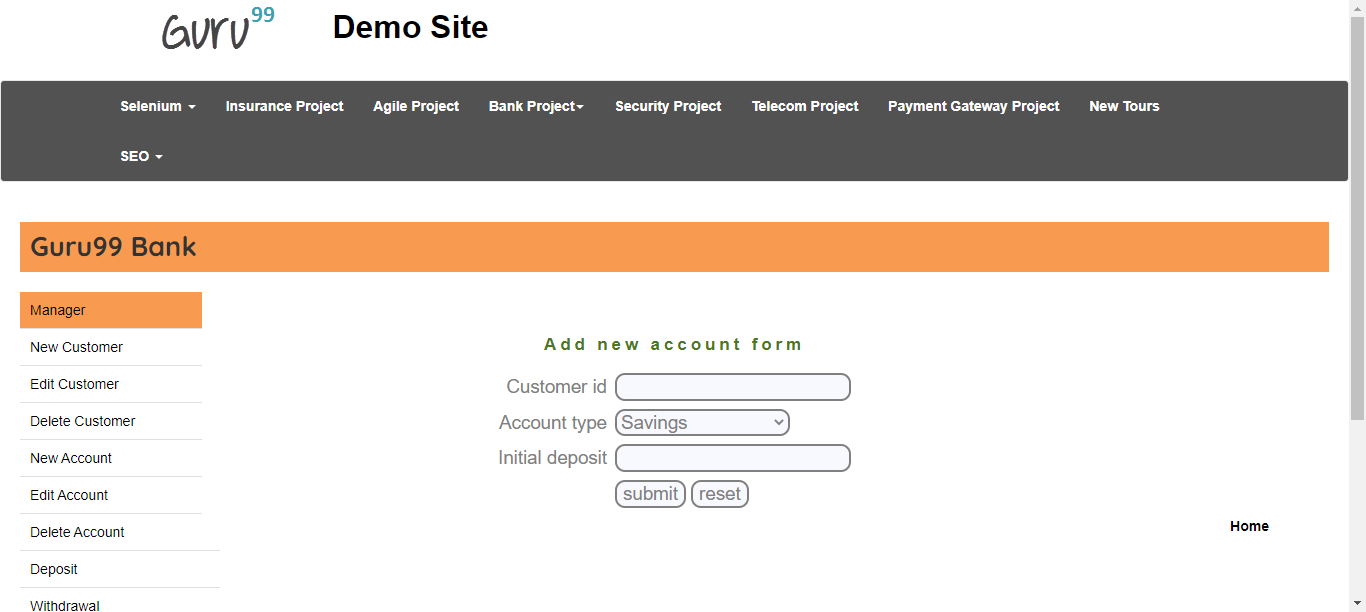 Guru99 Demo Site
Selenium Insurance Project Agile Project Bank Project Security Project Telecom Project Payment Gateway Project New Tours
SEO
Guru99 Bank
Manager
New Customer
Edit Customer
Delete Customer
New Account
Edit Account
Delete Account
Deposit
Withdrawal
Add new account form
Customer id
Account type Savings
Initial deposit
submit reset
Home